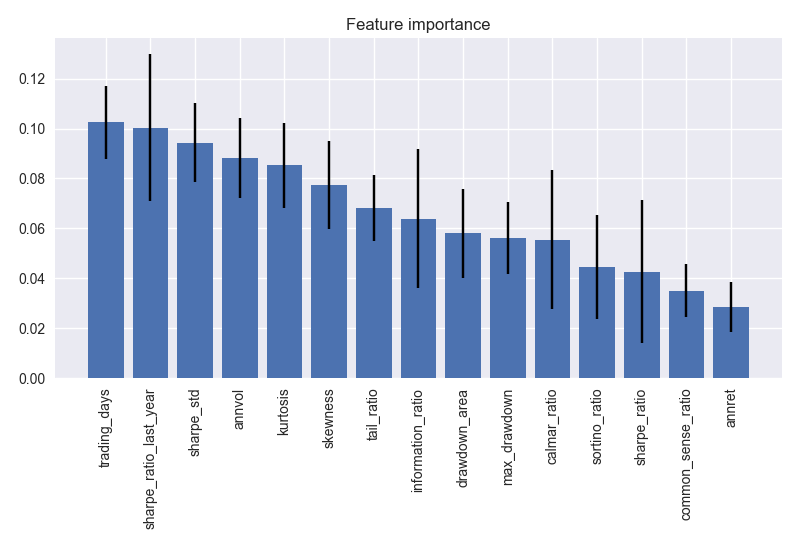 Feature importance
0.12
0.10
0.08
0.06
0.04
0.02
0.00
trading_days
sharpe_ratio_last_year
sharpe_std
annvol
kurtosis
skewness
tail_ratio
information_ratio
drawdown_area
max_drawdown
calmar_ratio
sortino_ratio
sharpe_ratio
common_sense_ratio
annret